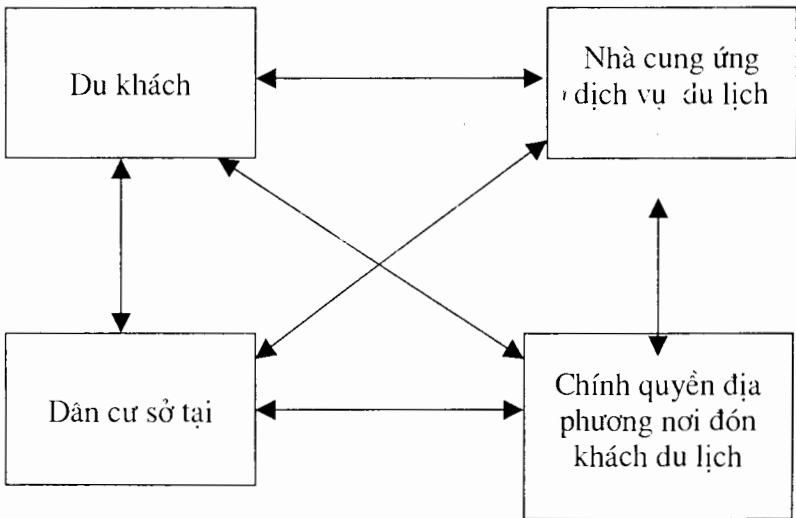 Du khách
Nhà cung ứng
dịch vụ du lịch
Dân cư sở tại
Chính quyền địa
phương nơi đón
khách du lịch